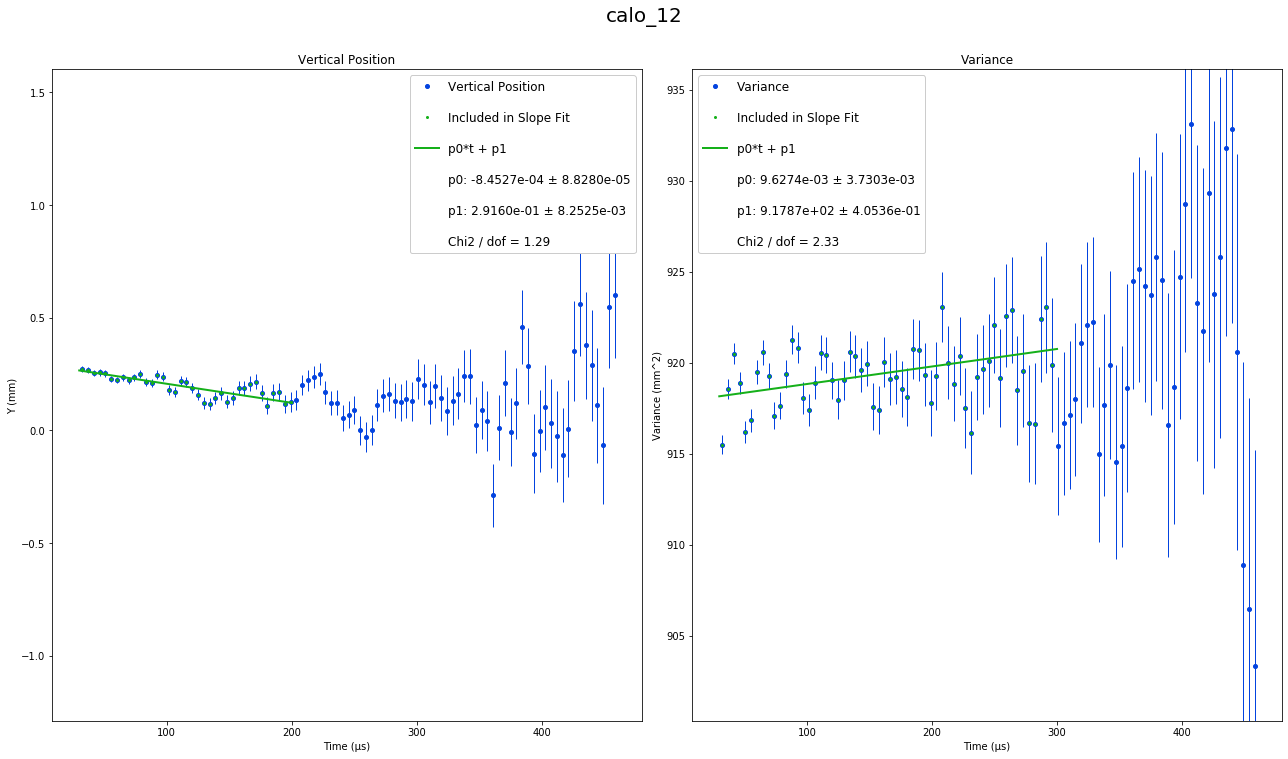 calo_12
Vertical Position
Vertical Position
Included in Slope Fit
p0*t + p1
p0: -8.4527e-04 ± 8.8280e-05
p1: 2.9160e-01 ± 8.2525e-03
Chi2 / dof = 1.29
1.5
1.0
0.5
0.0
−0.5
−1.0
Y (mm)
100 200 300 400
Time (μs)
Variance
Variance
Included in Slope Fit
p0*t + p1
p0: 9.6274e-03 ± 3.7303e-03
p1: 9.1787e+02 ± 4.0536e-01
Chi2 / dof = 2.33
935
930
925
920
915
910
905
Variance (mm^2)
100 200 300 400
Time (μs)